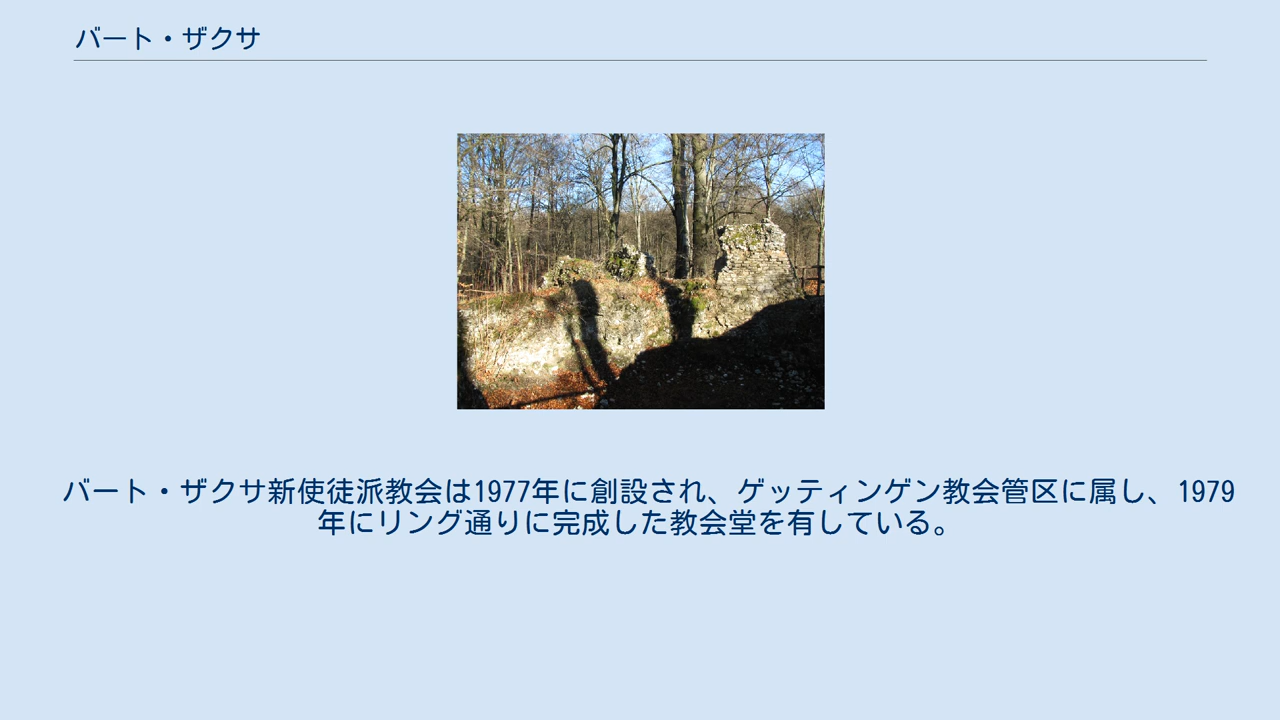 バート・ザクサ
バート・ザクサ新使徒派教会は1977年に創設され、ゲッティンゲン教会管区に属し、1979
年にリング通りに完成した教会堂を有している。